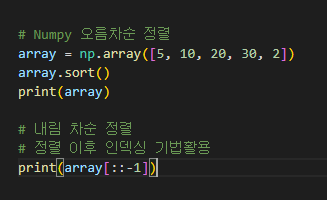 # Numpy 오름차순 정렬
array = np.array([5, 10, 20, 30, 2])
array.sort()
print(array)
# 내림 차순 정렬
# 정렬 이후 인덱싱 기법활용
print(array[::-1])